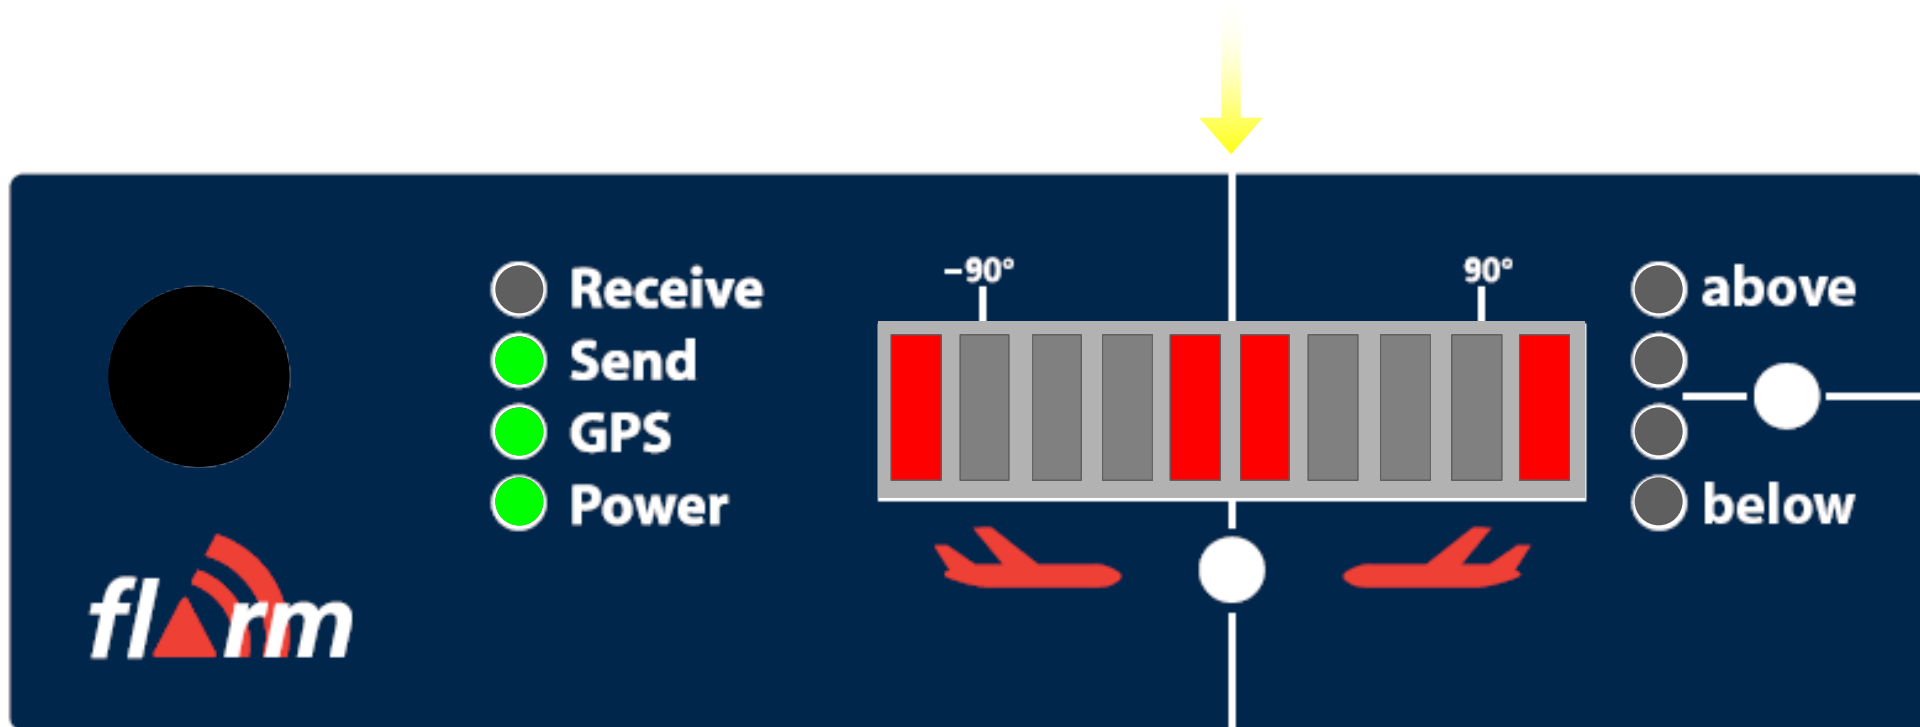 Receive
Send
GPS
Power
flarm
–90°
90°
above
below